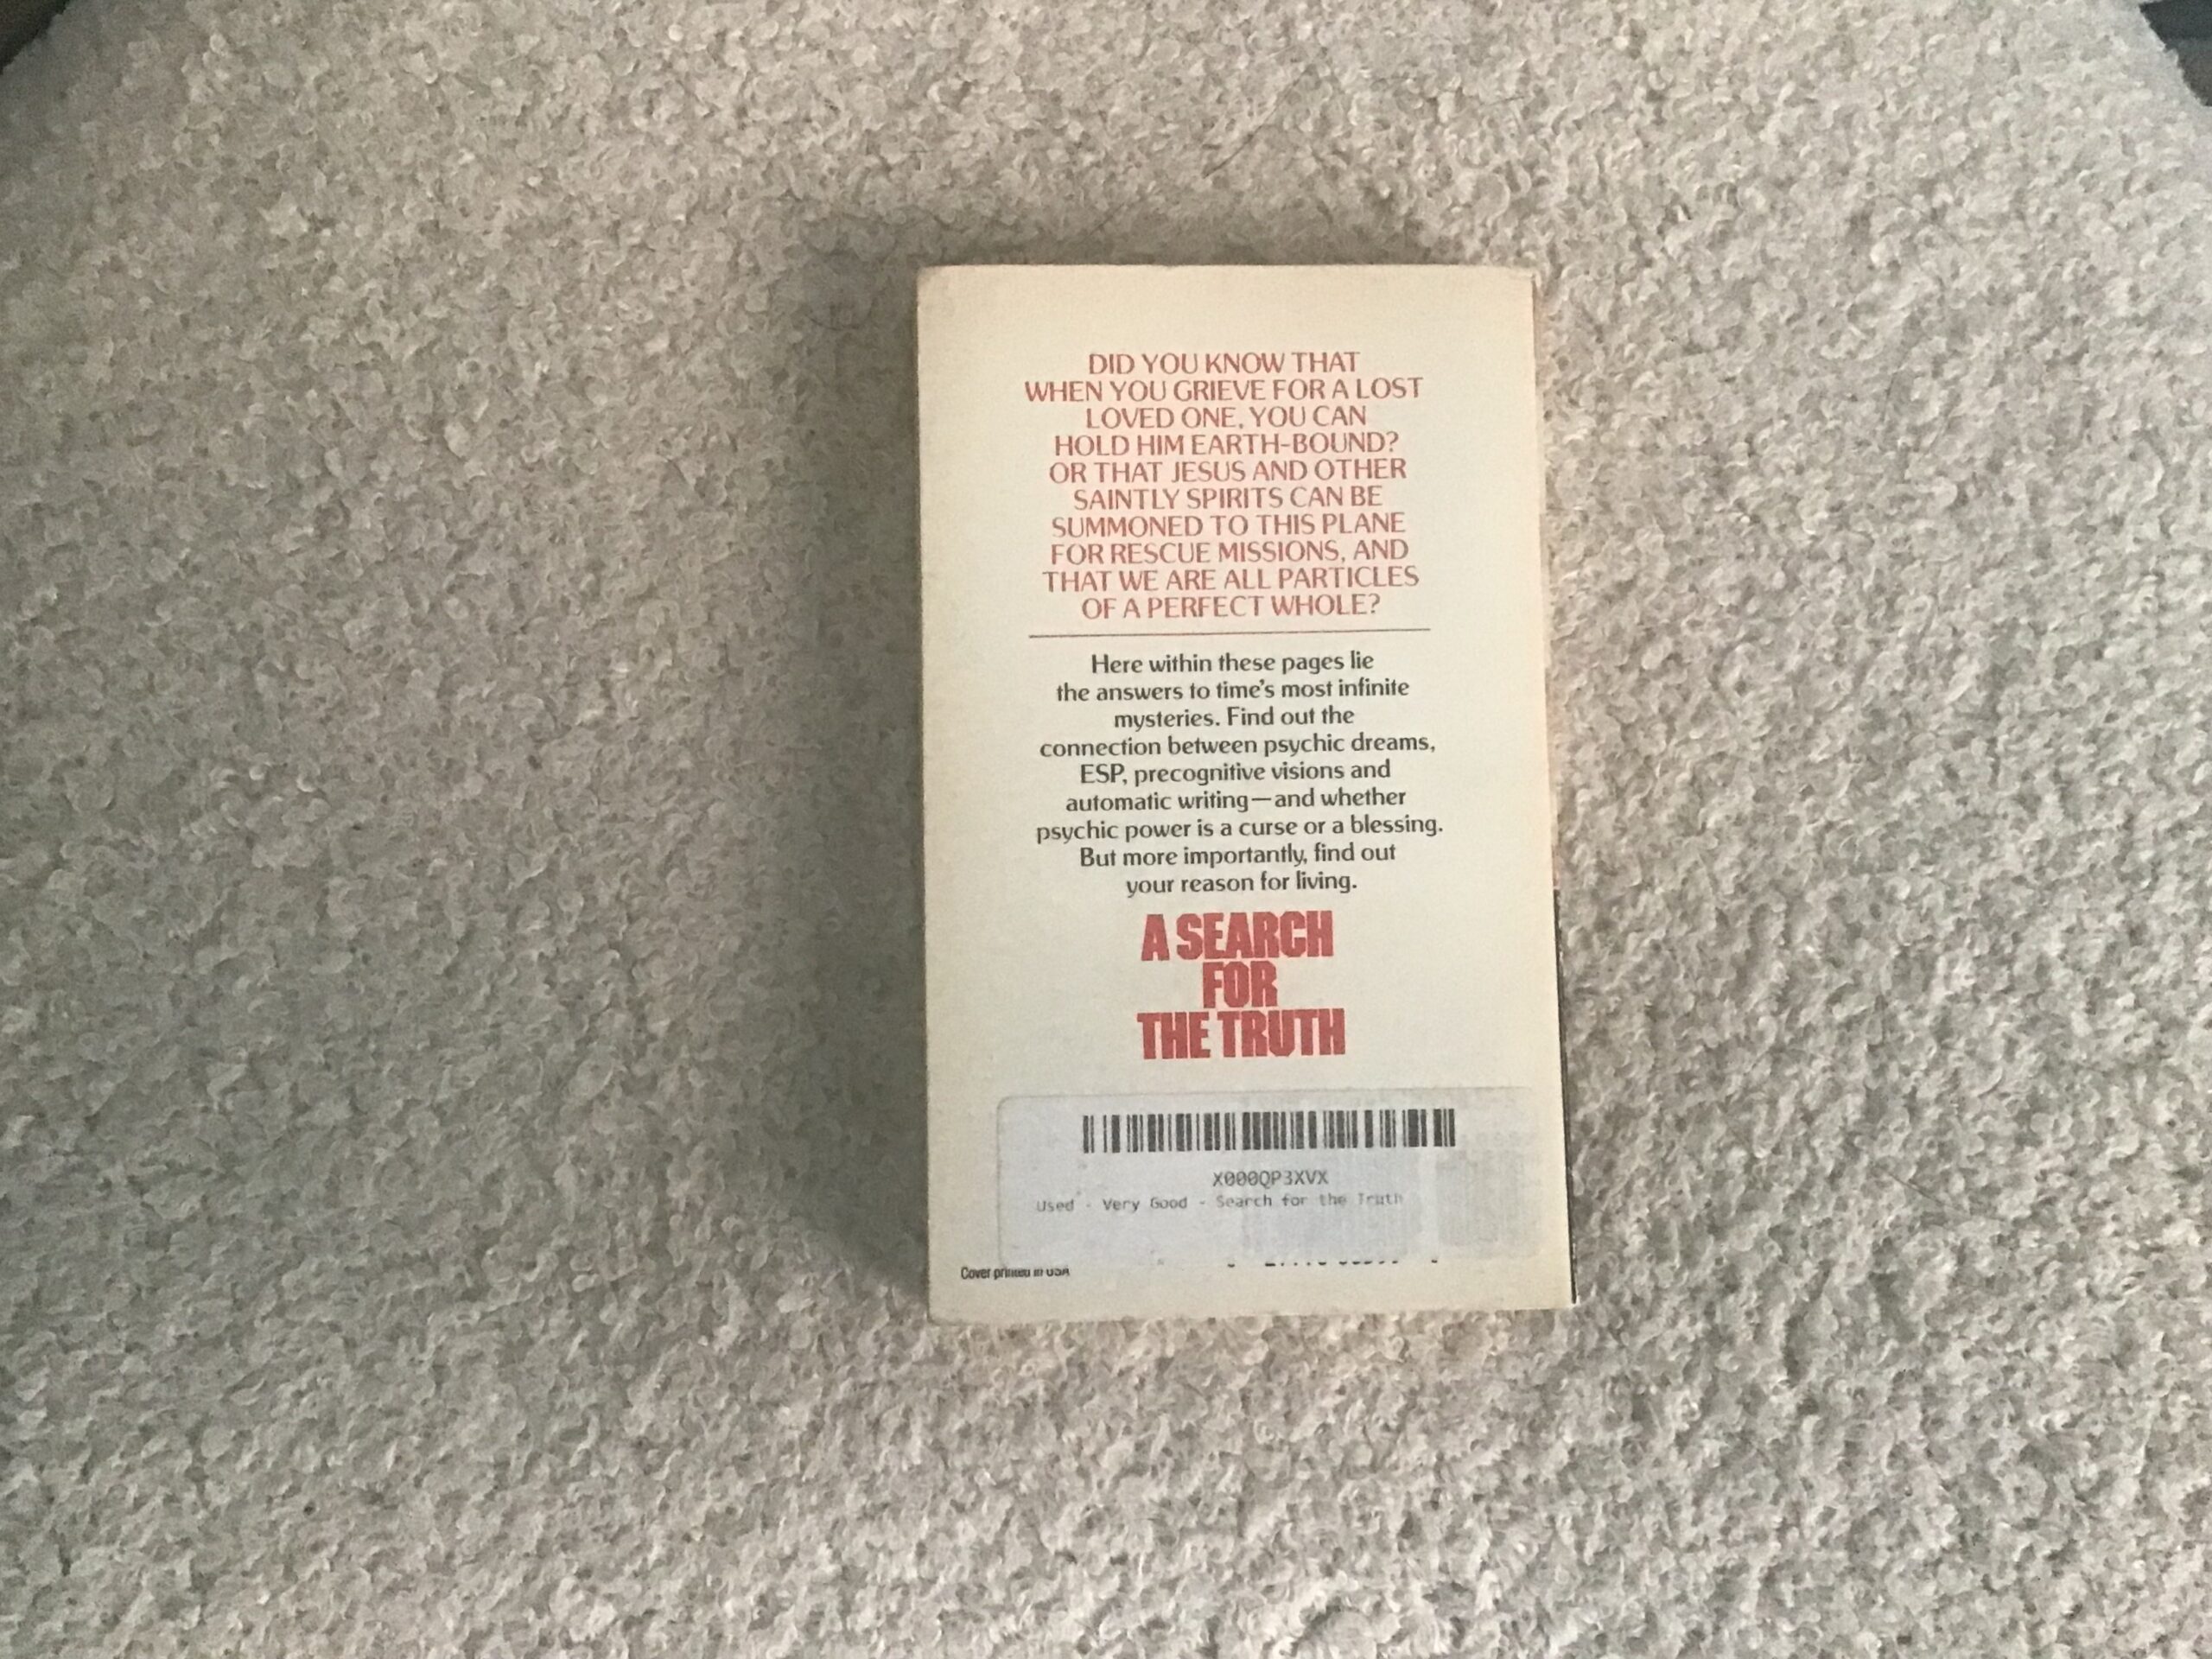 DID YOU KNOW THAT
WHEN YOU GRIEVE FOR A LOST
LOVED ONE, YOU CAN
HOLD HIM EARTH-BOUND?
OR THAT JESUS AND OTHER
SAINTLY SPIRITS CAN BE
SUMMONED TO THIS PLANE
FOR RESCUE MISSIONS, AND
THAT WE ARE ALL PARTICLES
OF A PERFECT WHOLE?
Here within these pages lie
the answers to time's most infinite
mysteries. Find out the
connection between psychic dreams,
ESP, precognitive visions and
automatic writing—and whether
psychic power is a curse or a blessing.
But more importantly, find out
your reason for living.
A SEARCH
FOR
THE TRUTH
X000QP3XVX
Used - Very Good - Search for the Truth
Cover printed in USA